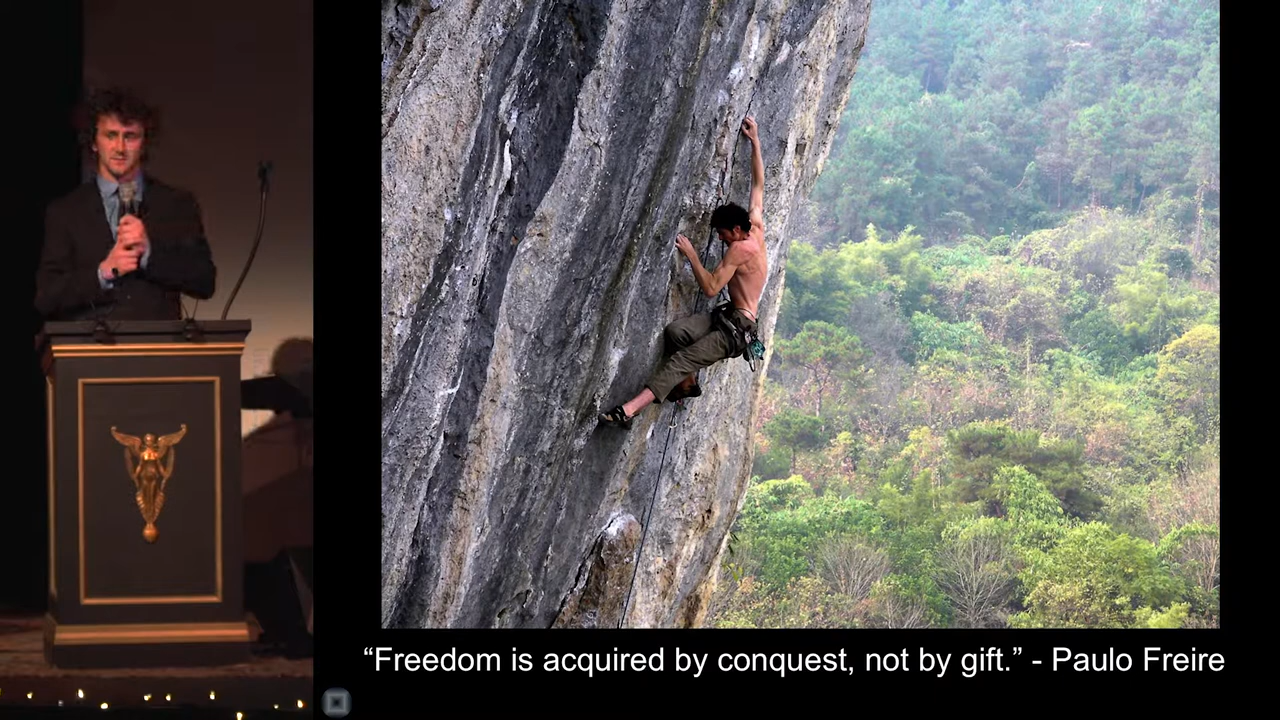 “Freedom is acquired by conquest, not by gift.” - Paulo Freire